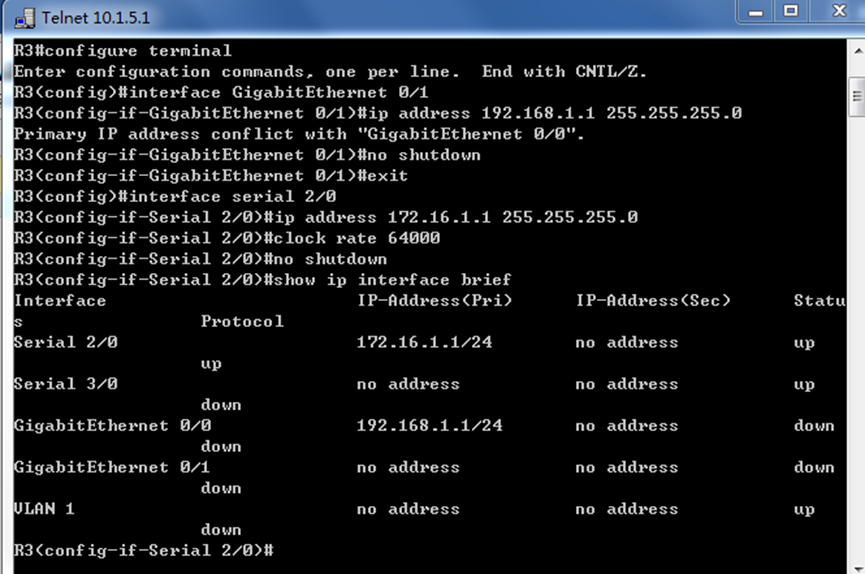 Telnet 10.1.5.1
R3#configure terminal
Enter configuration commands, one per line.  End with CNTL/Z.
R3(config)#interface GigabitEthernet 0/1
R3(config-if-GigabitEthernet 0/1)#ip address 192.168.1.1 255.255.255.0
Primary IP address conflict with "GigabitEthernet 0/0".
R3(config-if-GigabitEthernet 0/1)#no shutdown
R3(config-if-GigabitEthernet 0/1)#exit
R3(config)#interface serial 2/0
R3(config-if-Serial 2/0)#ip address 172.16.1.1 255.255.255.0
R3(config-if-Serial 2/0)#clock rate 64000
R3(config-if-Serial 2/0)#no shutdown
R3(config-if-Serial 2/0)#show ip interface brief
Interface                        IP-Address(Pri)      IP-Address(Sec)      Statu
s                 Protocol
Serial 2/0                       172.16.1.1/24        no address           up
                  up
Serial 3/0                       no address           no address           up
                  down
GigabitEthernet 0/0              192.168.1.1/24       no address           down
                  down
GigabitEthernet 0/1              no address           no address           down
                  down
VLAN 1                           no address           no address           up
                  down
R3(config-if-Serial 2/0)#